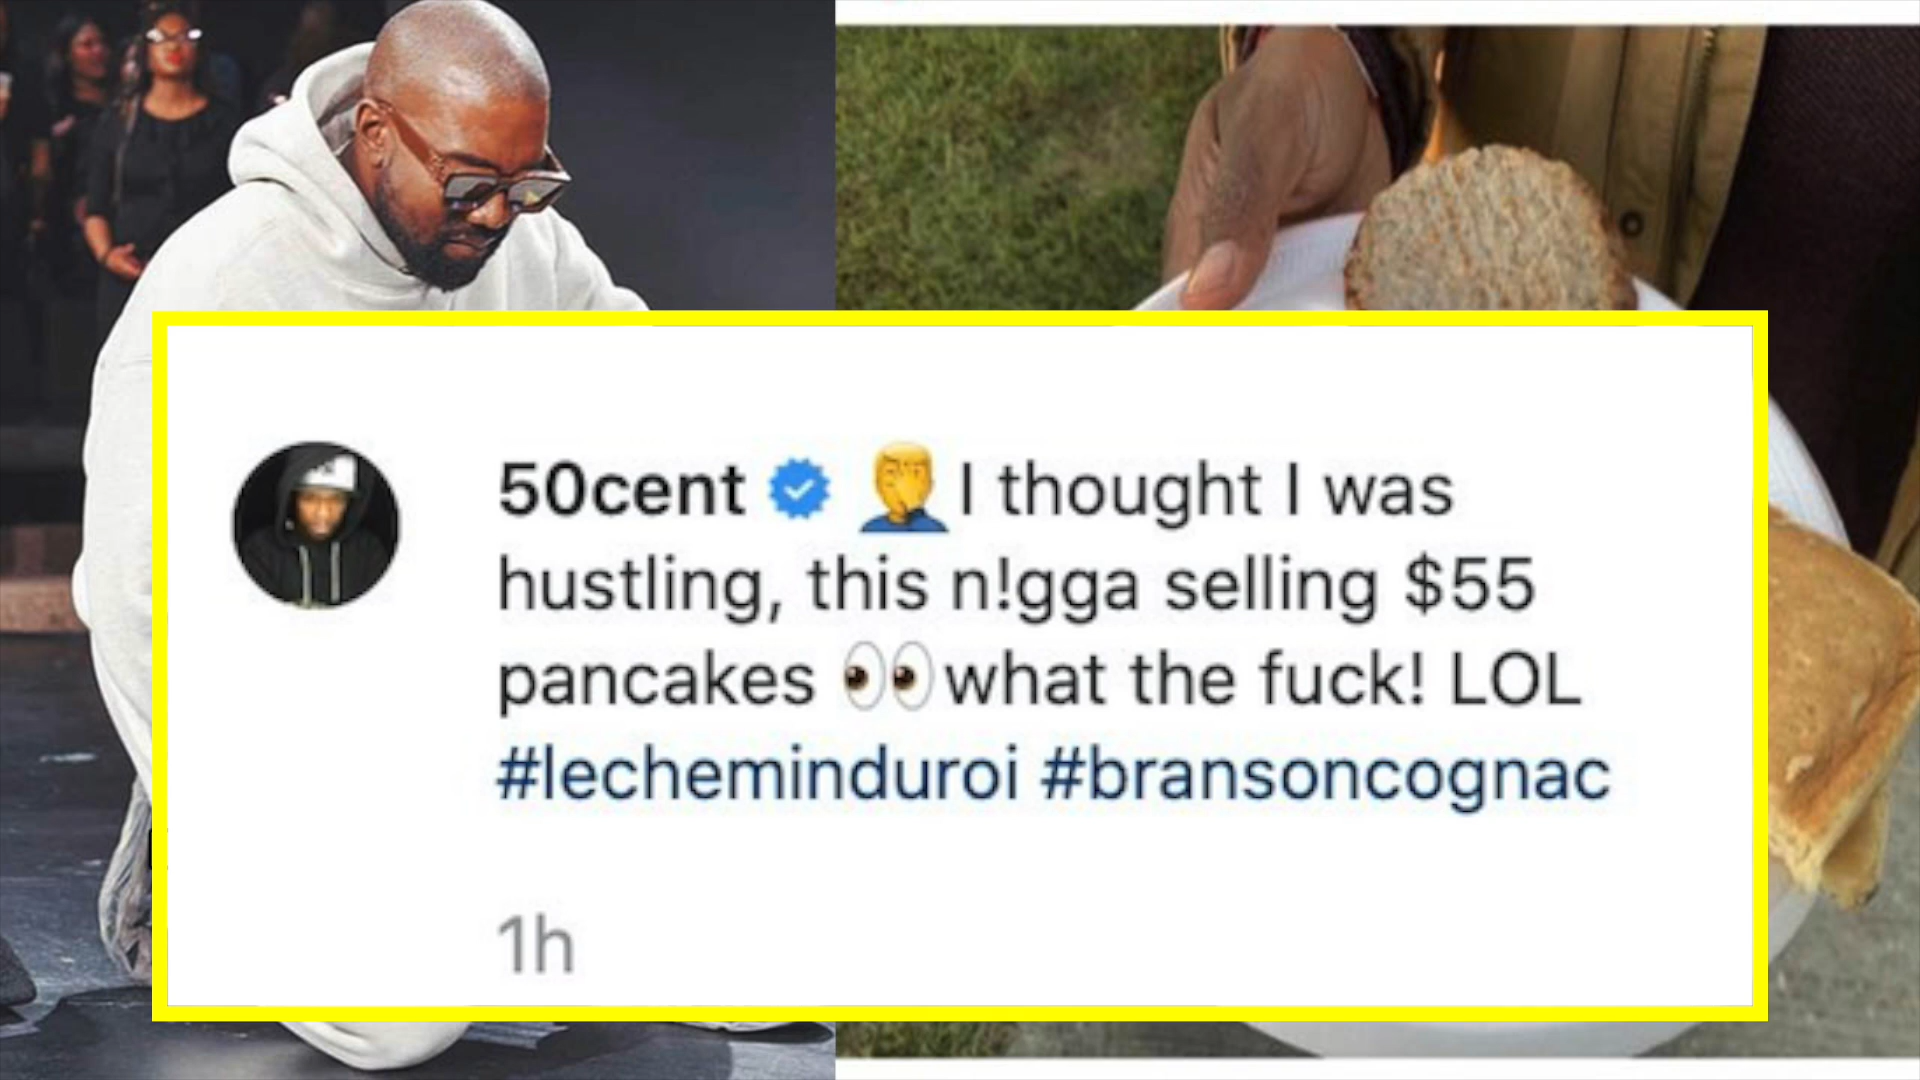 50cent 🤦‍♂️ I thought I was
hustling, this n!gga selling $55
pancakes 👀what the fuck! LOL
#lecheminduroi #bransoncognac
1h